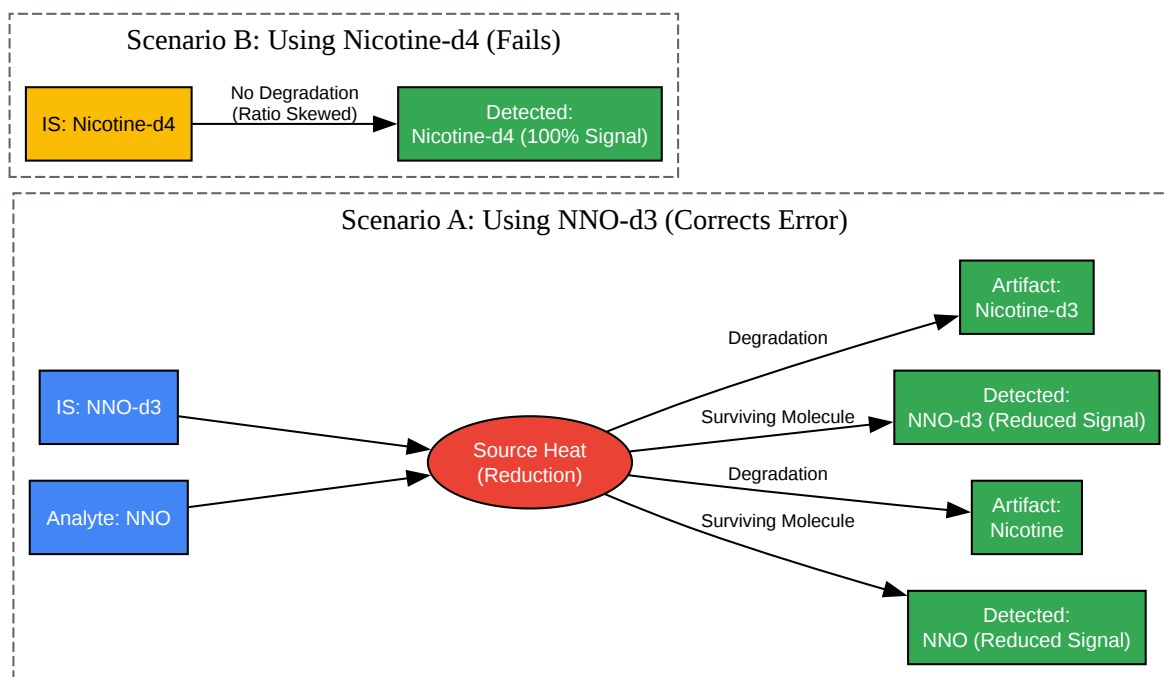 Scenario B: Using Nicotine-d4 (Fails)
IS: Nicotine-d4
No Degradation
(Ratio Skewed)
Detected:
Nicotine-d4 (100% Signal)
Scenario A: Using NNO-d3 (Corrects Error)
IS: NNO-d3
Analyte: NNO
Source Heat
(Reduction)
Degradation
Surviving Molecule
Degradation
Surviving Molecule
Artifact:
Nicotine-d3
Detected:
NNO-d3 (Reduced Signal)
Artifact:
Nicotine
Detected:
NNO (Reduced Signal)